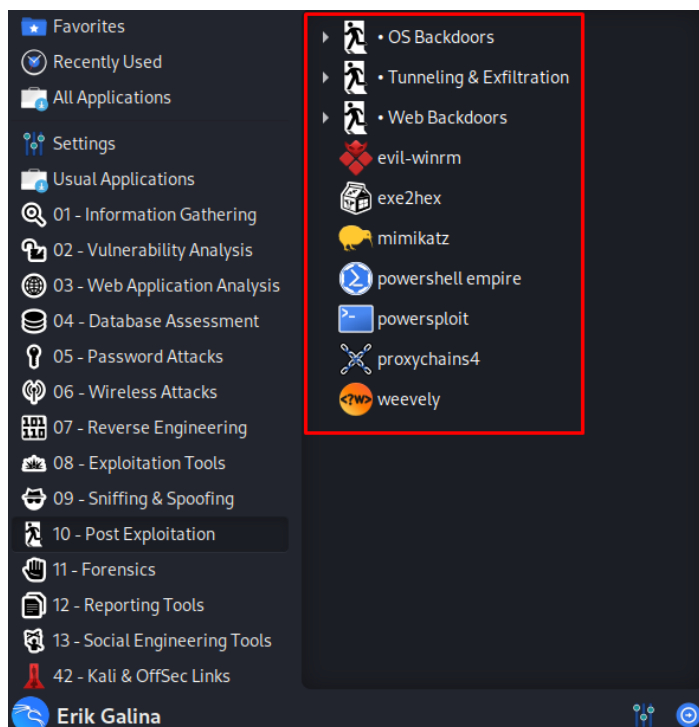 Favorites
Recently Used
All Applications
Settings
Usual Applications
01 - Information Gathering
02 - Vulnerability Analysis
03 - Web Application Analysis
04 - Database Assessment
05 - Password Attacks
06 - Wireless Attacks
07 - Reverse Engineering
08 - Exploitation Tools
09 - Sniffing & Spoofing
10 - Post Exploitation
11 - Forensics
12 - Reporting Tools
13 - Social Engineering Tools
42 - Kali & OffSec Links
• OS Backdoors
• Tunneling & Exfiltration
• Web Backdoors
evil-winrm
exe2hex
mimikatz
powershell empire
powersploit
proxychains4
<?w> weevely
Erik Galina